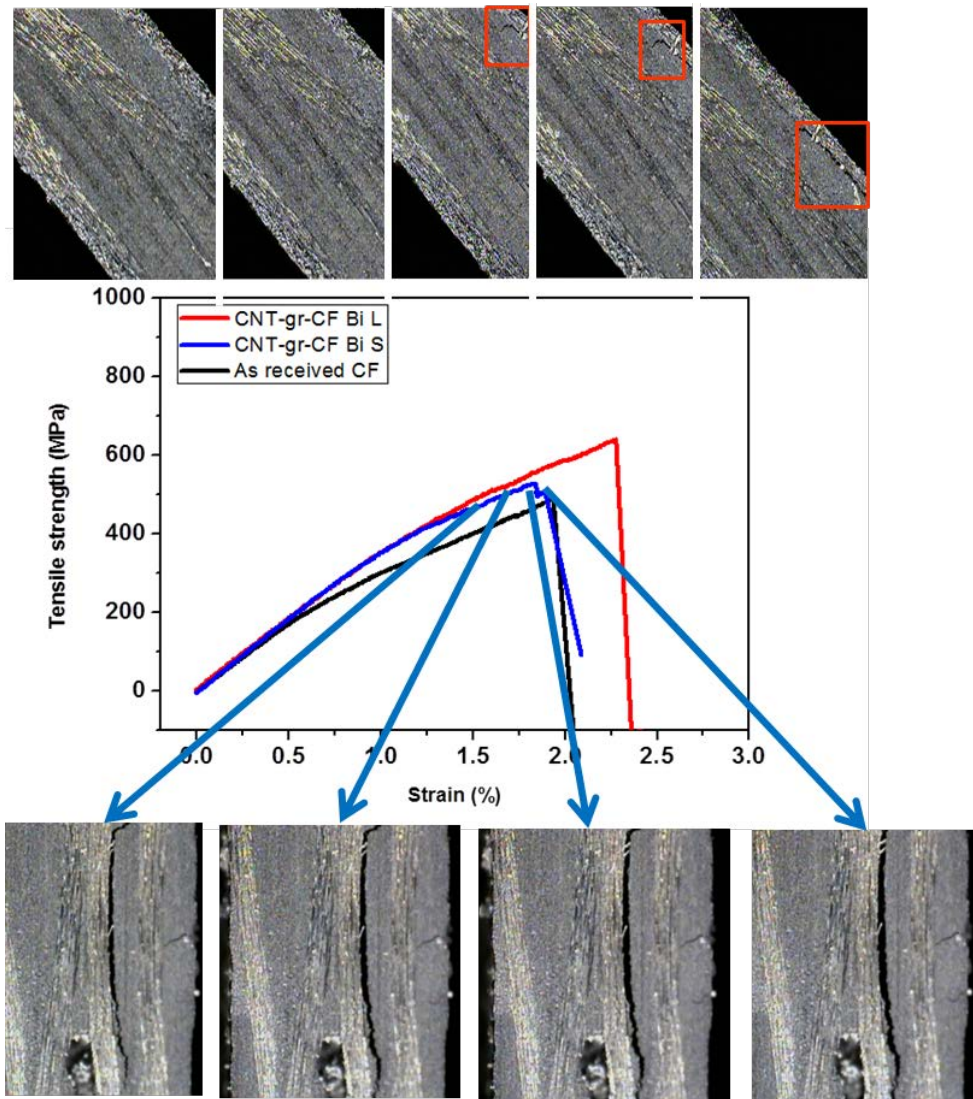 1000
800
600
400
200
0
Tensile strength (MPa)
CNT-gr-CF Bi L
CNT-gr-CF Bi S
As received CF
0.0 0.5 1.0 1.5 2.0 2.5 3.0
Strain (%)